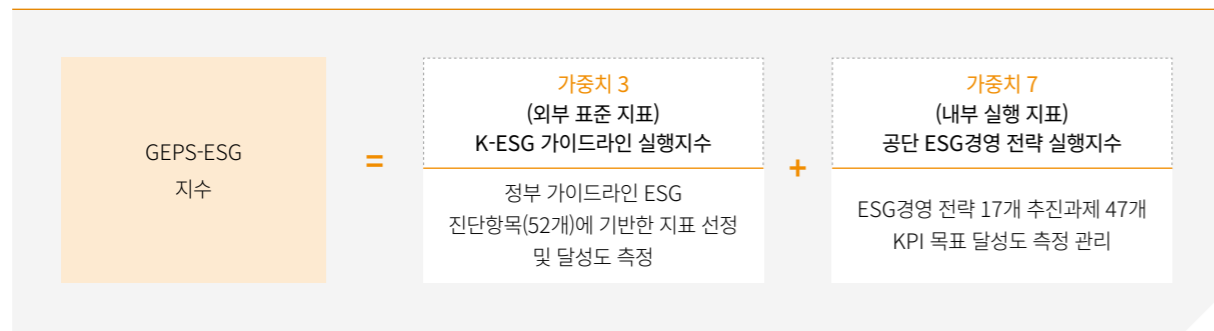 GEPS-ESG
지수
=
가중치 3
(외부 표준 지표)
K-ESG 가이드라인 실행지수
정부 가이드라인 ESG
진단항목(52개)에 기반한 지표 선정
및 달성도 측정
+
가중치 7
(내부 실행 지표)
공단 ESG경영 전략 실행지수
ESG경영 전략 17개 추진과제 47개
KPI 목표 달성도 측정 관리